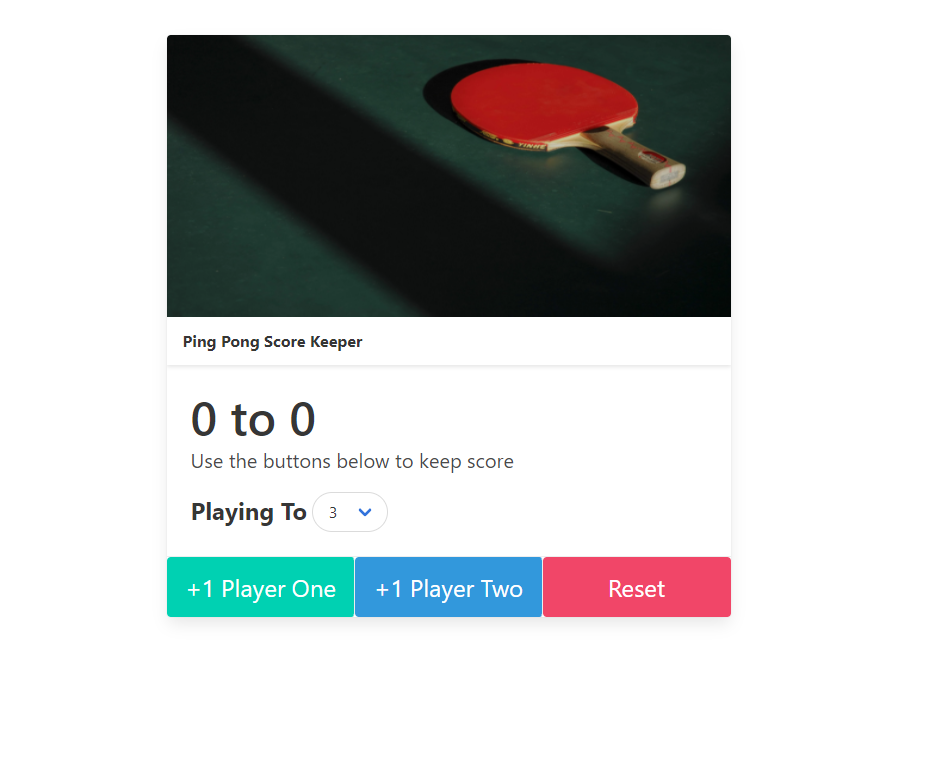 Ping Pong Score Keeper
0 to 0
Use the buttons below to keep score
Playing To 3
+1 Player One +1 Player Two Reset